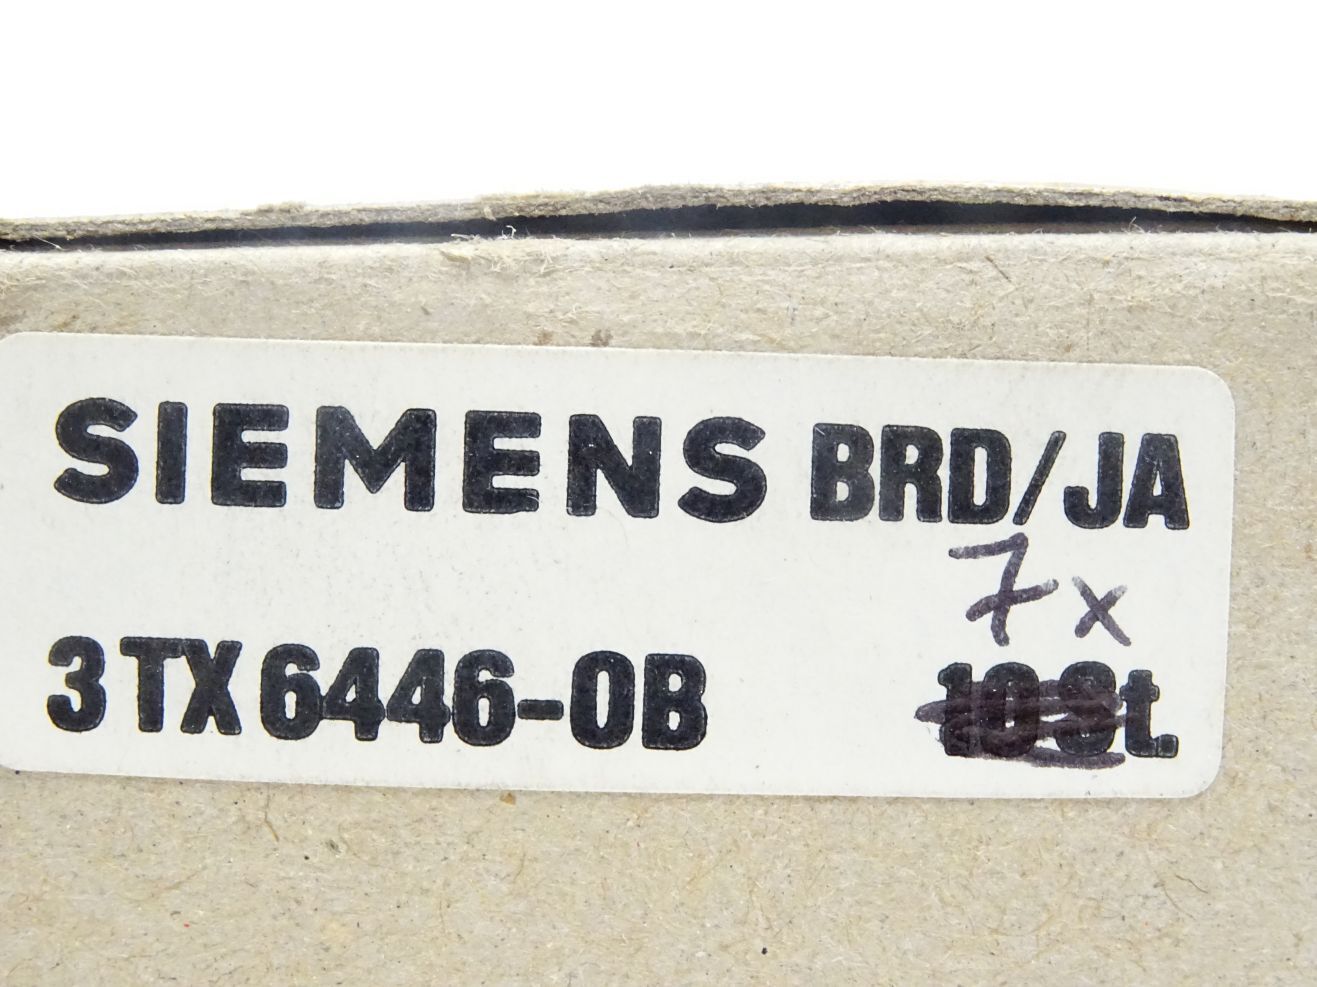 SIEMENS BRD/JA
7x
3TX6446-0B 10St.